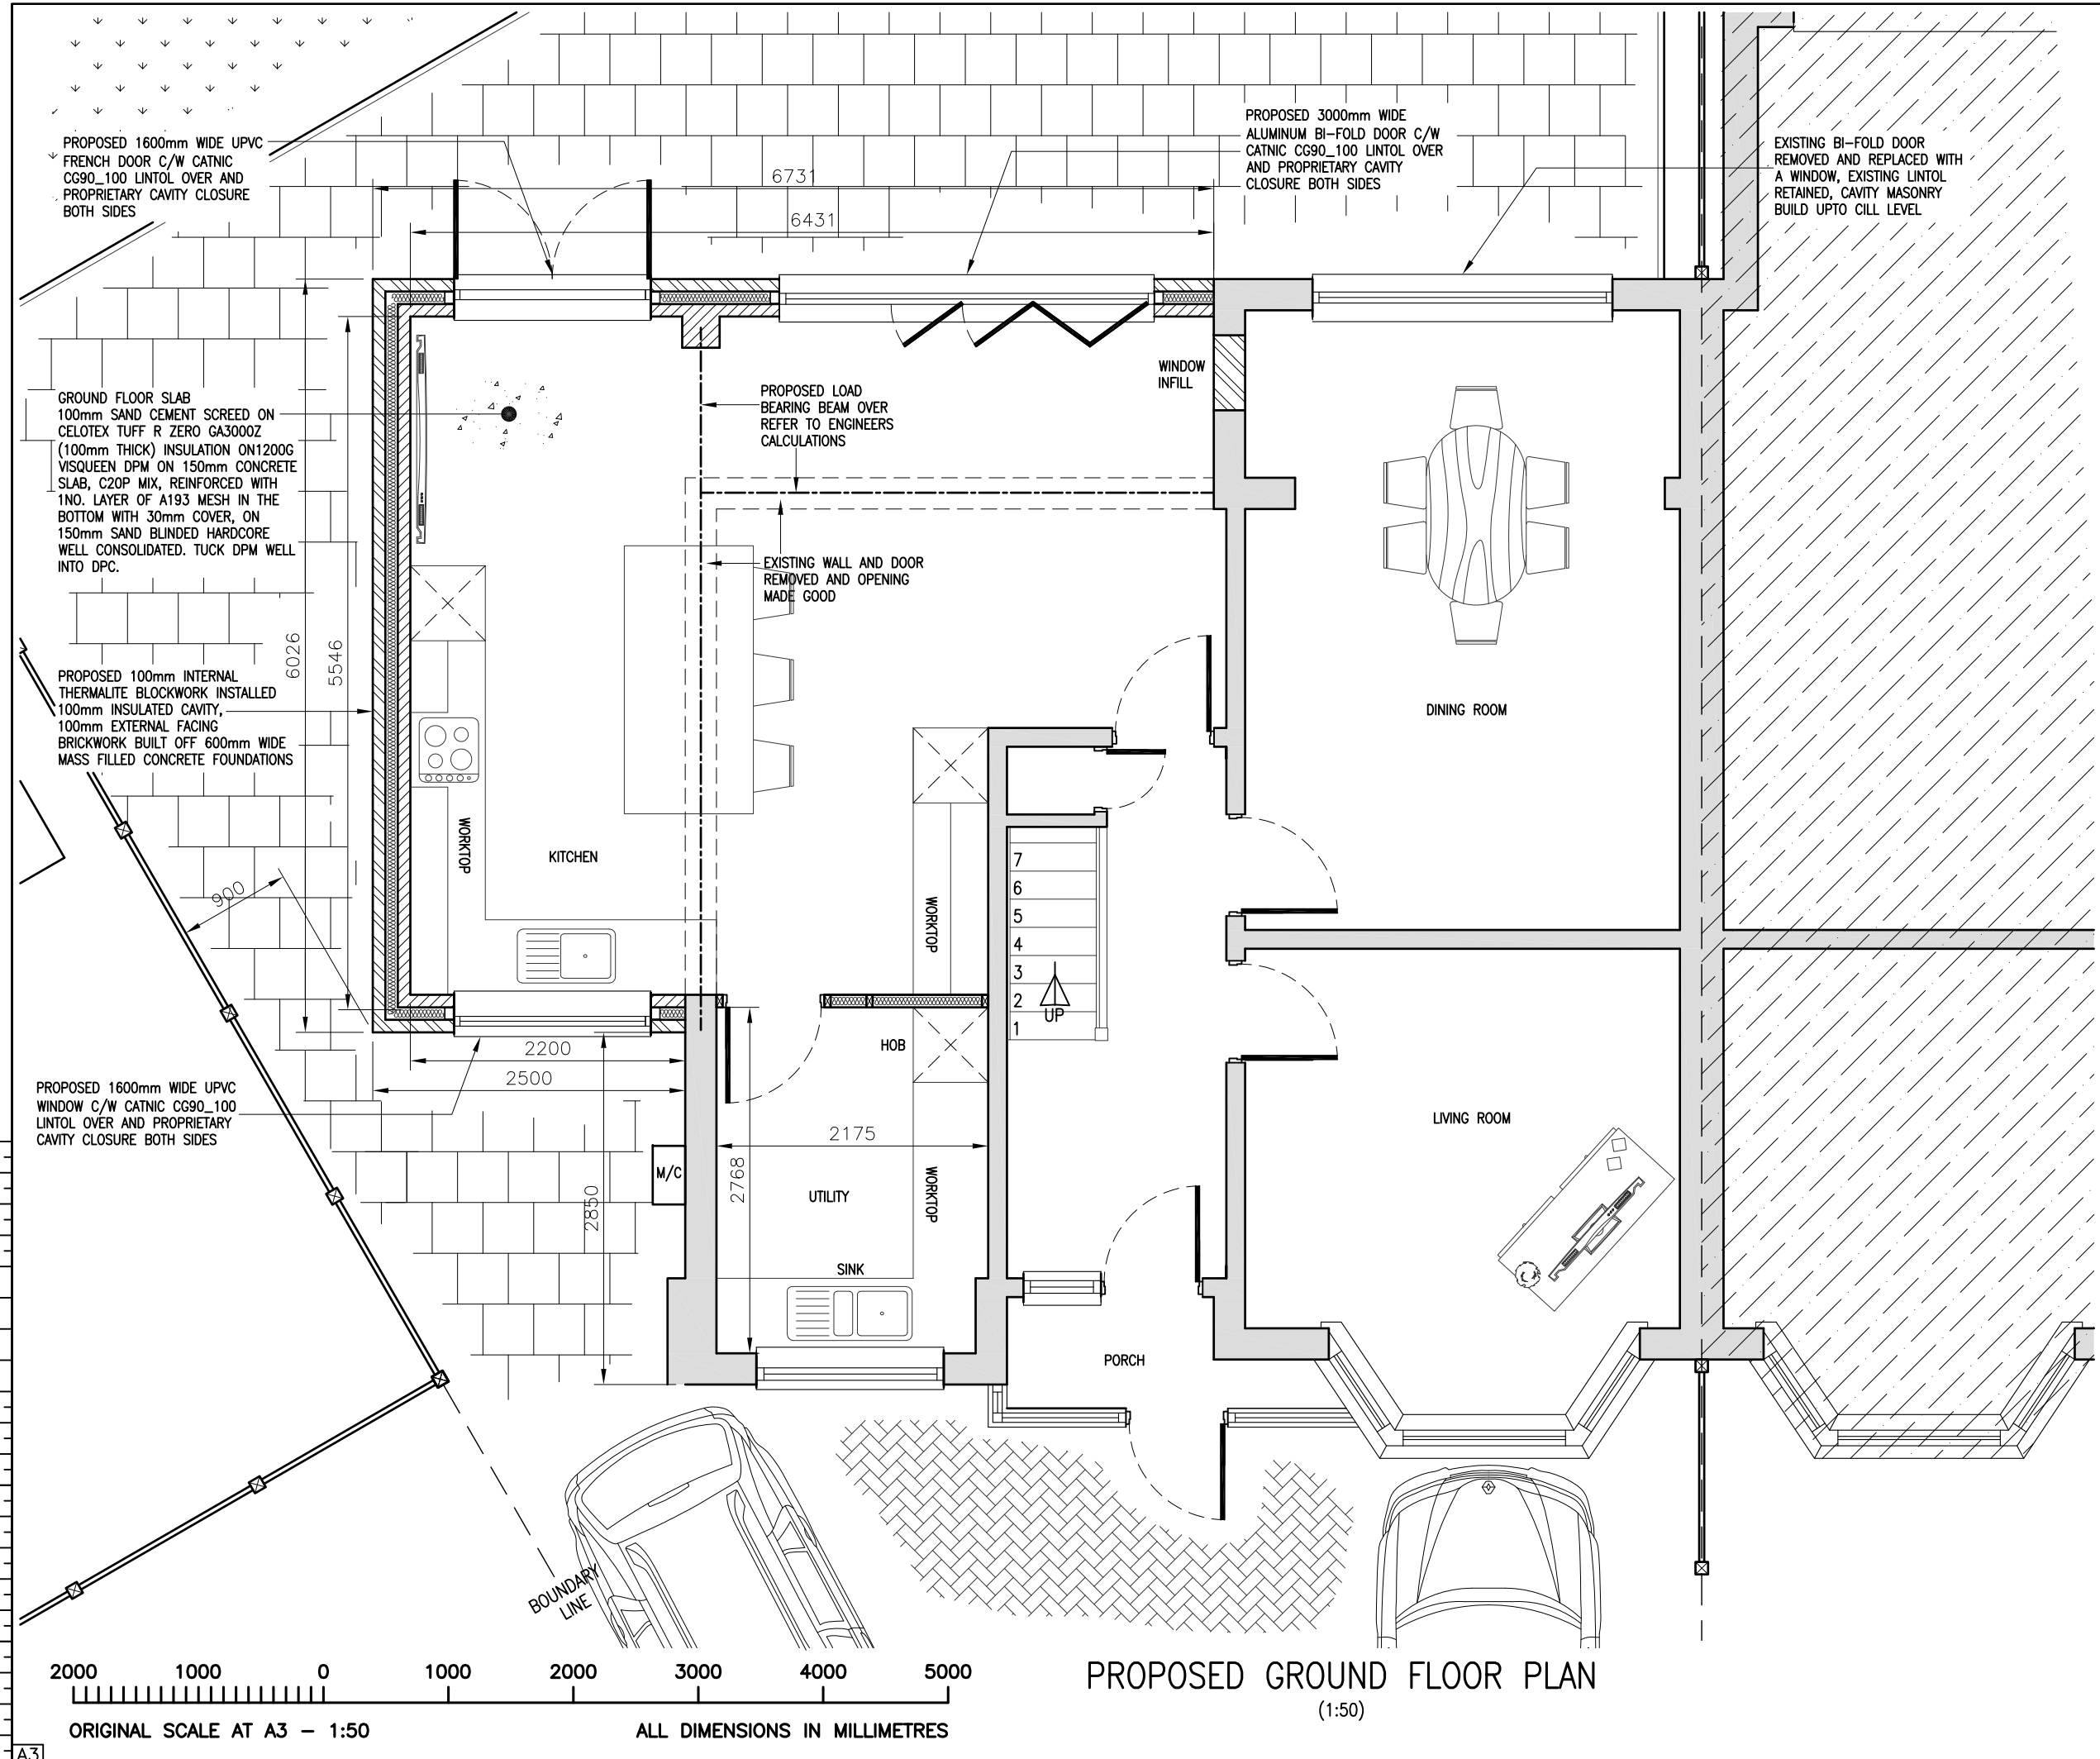 PROPOSED 1600mm WIDE UPVC
FRENCH DOOR C/W CATNIC
CG90_100 LINTOL OVER AND
PROPRIETARY CAVITY CLOSURE
BOTH SIDES
PROPOSED 3000mm WIDE
ALUMINUM BI-FOLD DOOR C/W
CATNIC CG90_100 LINTOL OVER
AND PROPRIETARY CAVITY
CLOSURE BOTH SIDES
EXISTING BI-FOLD DOOR
REMOVED AND REPLACED WITH
A WINDOW, EXISTING LINTOL
RETAINED, CAVITY MASONRY
BUILD UPTO CILL LEVEL
6731
6431
WINDOW
INFILL
PROPOSED LOAD
BEARING BEAM OVER
REFER TO ENGINEERS
CALCULATIONS
GROUND FLOOR SLAB
100mm SAND CEMENT SCREED ON
CELOTEX TUFF R ZERO GA3000Z
(100mm THICK) INSULATION ON1200G
VISQUEEN DPM ON 150mm CONCRETE
SLAB, C20P MIX, REINFORCED WITH
1NO. LAYER OF A193 MESH IN THE
BOTTOM WITH 30mm COVER, ON
150mm SAND BLINDED HARDCORE
WELL CONSOLIDATED. TUCK DPM WELL
INTO DPC.
EXISTING WALL AND DOOR
REMOVED AND OPENING
MADE GOOD
6026
5546
PROPOSED 100mm INTERNAL
THERMALITE BLOCKWORK INSTALLED
100mm INSULATED CAVITY,
100mm EXTERNAL FACING
BRICKWORK BUILT OFF 600mm WIDE
MASS FILLED CONCRETE FOUNDATIONS
DINING ROOM
WORKTOP
KITCHEN
900
WORKTOP
7
6
5
4
3
2
1
UP
HOB
2200
2500
PROPOSED 1600mm WIDE UPVC
WINDOW C/W CATNIC CG90_100
LINTOL OVER AND PROPRIETARY
CAVITY CLOSURE BOTH SIDES
2175
M/C
2768
2850
UTILITY
WORKTOP
LIVING ROOM
SINK
PORCH
BOUNDARY
LINE
2000 1000 0 1000 2000 3000 4000 5000
ORIGINAL SCALE AT A3 - 1:50
ALL DIMENSIONS IN MILLIMETRES
PROPOSED GROUND FLOOR PLAN
(1:50)
A3